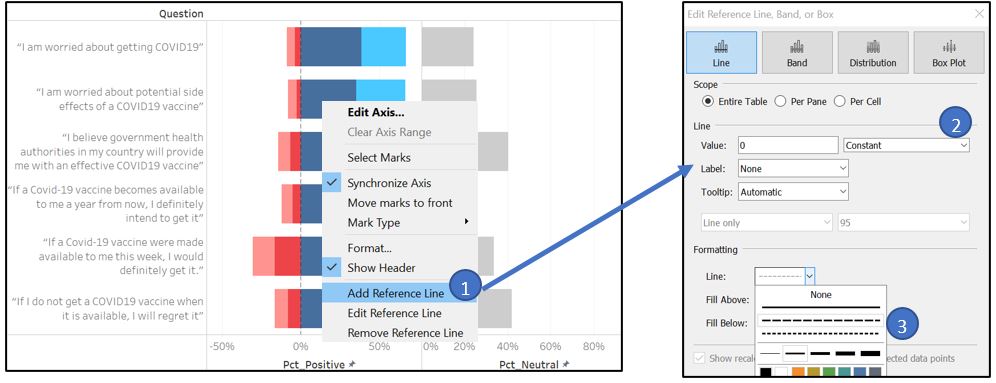 Question
“I am worried about getting COVID19”
“I am worried about potential side
effects of a COVID19 vaccine”
“I believe government health
authorities in my country will provide
me with an effective COVID19 vaccine”
“If a Covid-19 vaccine becomes available
to me a year from now, I definitely
intend to get it”
“If a Covid-19 vaccine were made
available to me this week, I would
definitely get it.”
“If I do not get a COVID19 vaccine when
it is available, I will regret it”
Edit Axis...
Clear Axis Range
Select Marks
Synchronize Axis
Move marks to front
Mark Type
Format...
Show Header
Add Reference Line
1
Edit Reference Line
Remove Reference Line
-50% 0% 50% 0% 20% 40% 60% 80%
Pct_Positive Pct_Neutral
Edit Reference Line, Band, or Box
Line Band Distribution Box Plot
Scope
Entire Table Per Pane Per Cell
2
Line
Value: 0 Constant
Label: None
Tooltip: Automatic
Line only 95
Formatting
Line:
None
Fill Above:
Fill Below:
3
Show recal ected data points